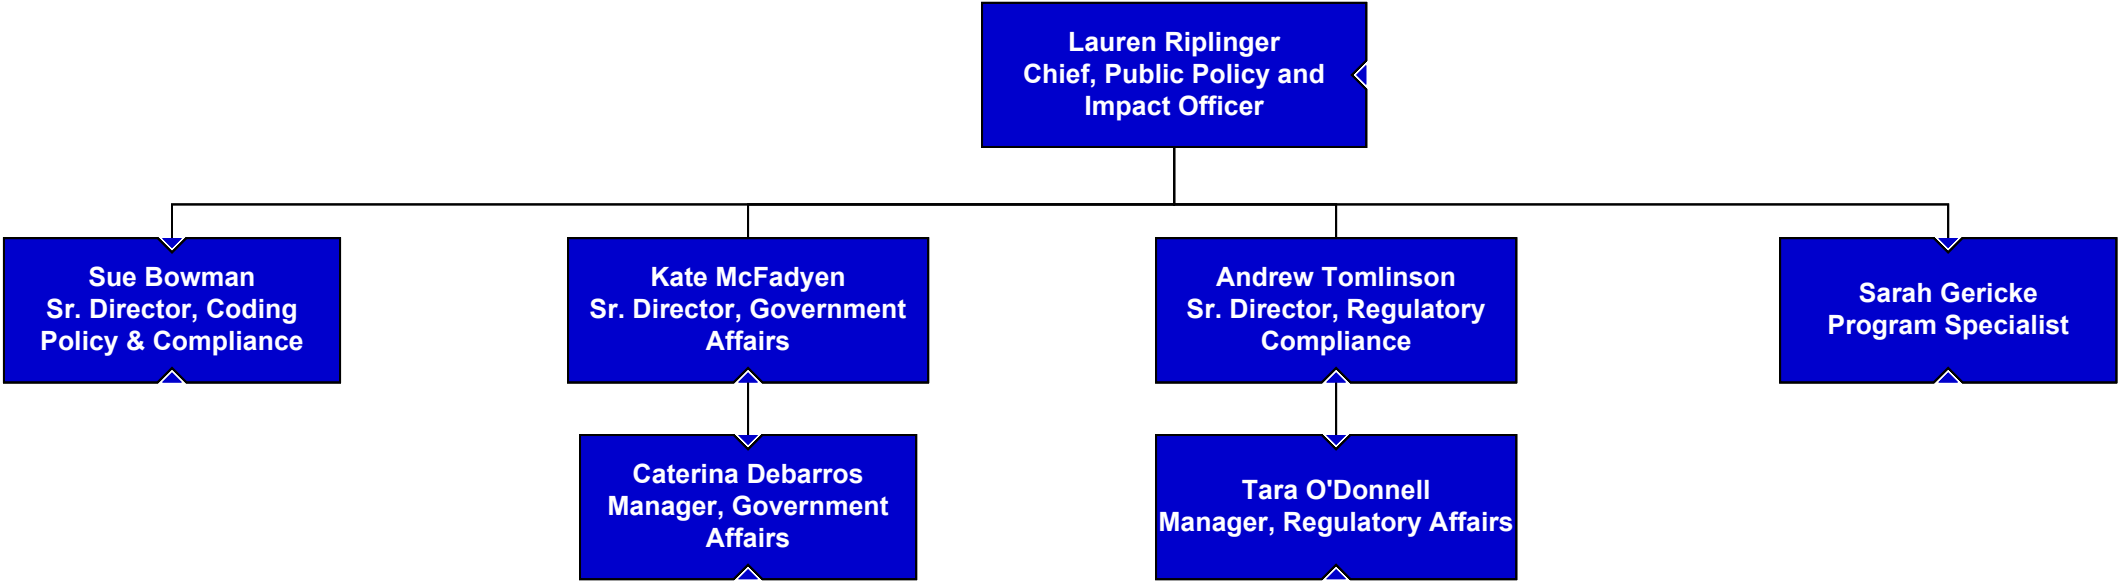 Lauren Riplinger
Chief, Public Policy and
Impact Officer
Sue Bowman
Sr. Director, Coding
Policy & Compliance
Kate McFadyen
Sr. Director, Government
Affairs
Andrew Tomlinson
Sr. Director, Regulatory
Compliance
Sarah Gericke
Program Specialist
Caterina Debarros
Manager, Government
Affairs
Tara O'Donnell
Manager, Regulatory Affairs